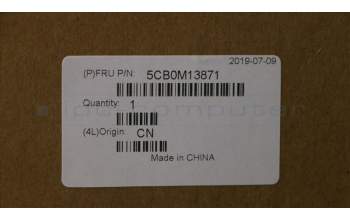 2019-07-09
(P)FRU P/N: 5CB0M13871
Quantity: 1
(4L)Origin: CN
Made in CHINA